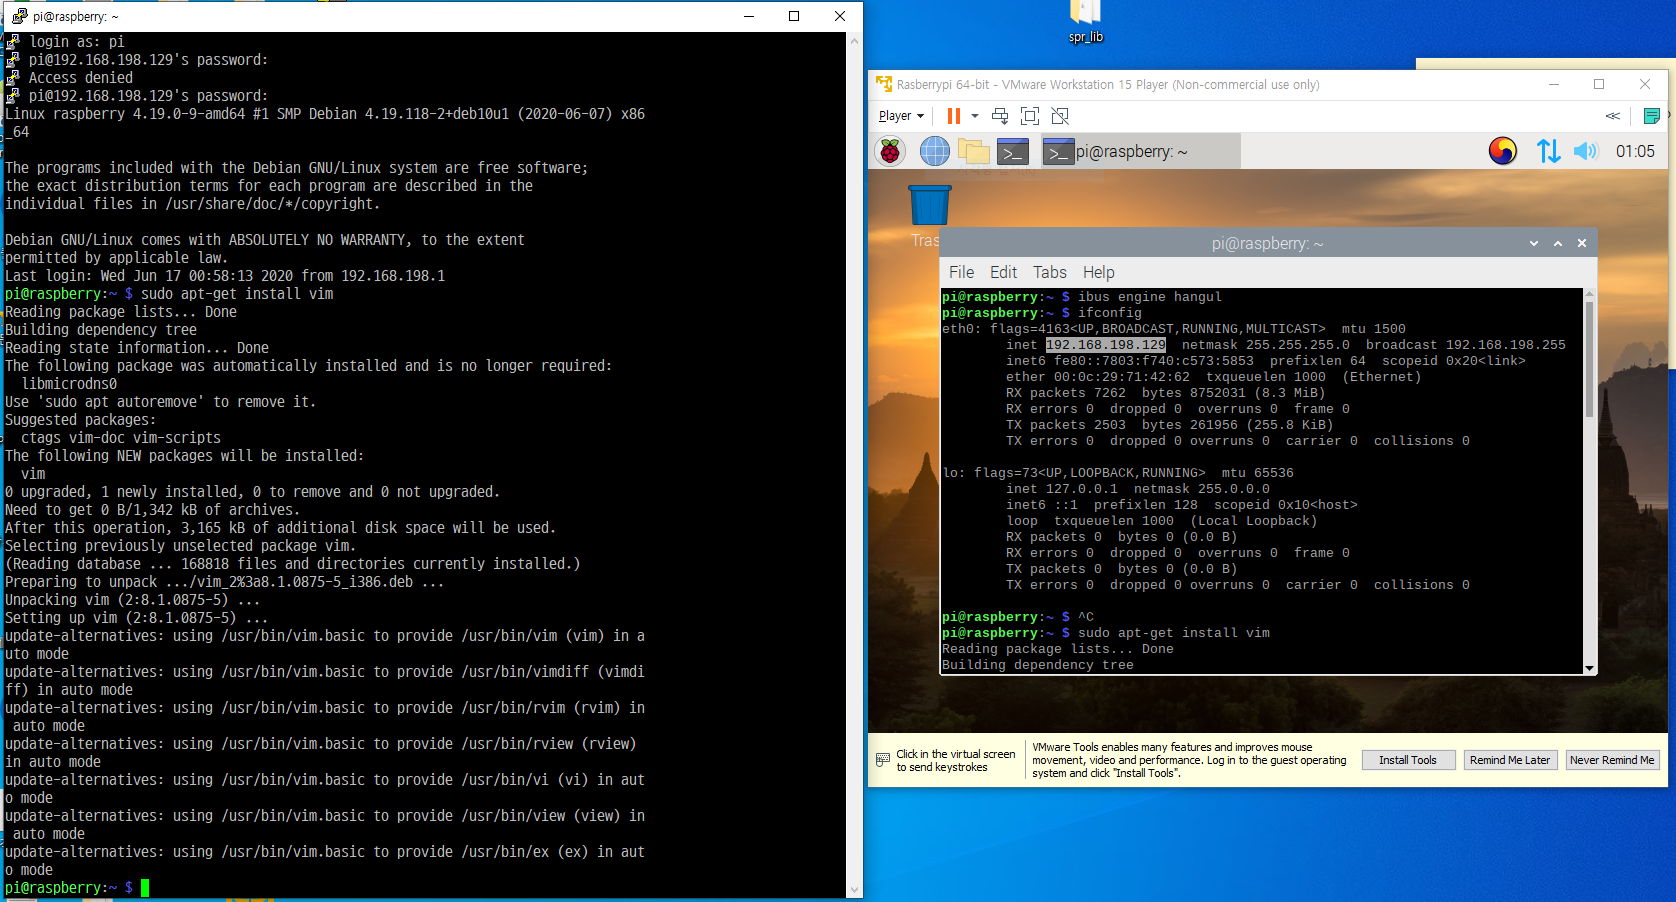 pi@raspberry: ~
login as: pi
pi@192.168.198.129's password:
Access denied
pi@192.168.198.129's password:
Linux raspberry 4.19.0-9-amd64 #1 SMP Debian 4.19.118-2+deb10u1 (2020-06-07) x86
_64
The programs included with the Debian GNU/Linux system are free software;
the exact distribution terms for each program are described in the
individual files in /usr/share/doc/*/copyright.
Debian GNU/Linux comes with ABSOLUTELY NO WARRANTY, to the extent
permitted by applicable law.
Last login: Wed Jun 17 00:58:13 2020 from 192.168.198.1
pi@raspberry:~ $ sudo apt-get install vim
Reading package lists... Done
Building dependency tree
Reading state information... Done
The following package was automatically installed and is no longer required:
  libmicrodns0
Use 'sudo apt autoremove' to remove it.
Suggested packages:
  ctags vim-doc vim-scripts
The following NEW packages will be installed:
  vim
0 upgraded, 1 newly installed, 0 to remove and 0 not upgraded.
Need to get 0 B/1,342 kB of archives.
After this operation, 3,165 kB of additional disk space will be used.
Selecting previously unselected package vim.
(Reading database ... 168818 files and directories currently installed.)
Preparing to unpack .../vim_2%3a8.1.0875-5_i386.deb ...
Unpacking vim (2:8.1.0875-5) ...
Setting up vim (2:8.1.0875-5) ...
update-alternatives: using /usr/bin/vim.basic to provide /usr/bin/vim (vim) in a
uto mode
update-alternatives: using /usr/bin/vim.basic to provide /usr/bin/vimdiff (vimdi
ff) in auto mode
update-alternatives: using /usr/bin/vim.basic to provide /usr/bin/rvim (rvim) in
 auto mode
update-alternatives: using /usr/bin/vim.basic to provide /usr/bin/rview (rview)
in auto mode
update-alternatives: using /usr/bin/vim.basic to provide /usr/bin/vi (vi) in aut
o mode
update-alternatives: using /usr/bin/vim.basic to provide /usr/bin/view (view) in
 auto mode
update-alternatives: using /usr/bin/vim.basic to provide /usr/bin/ex (ex) in aut
o mode
pi@raspberry:~ $
spr_lib
Rasberrypi 64-bit - VMware Workstation 15 Player (Non-commercial use only)
Player
pi@raspberry: ~
01:05
Tras
pi@raspberry: ~
File Edit Tabs Help
pi@raspberry:~ $ ibus engine hangul
pi@raspberry:~ $ ifconfig
eth0: flags=4163<UP,BROADCAST,RUNNING,MULTICAST>  mtu 1500
        inet 192.168.198.129  netmask 255.255.255.0  broadcast 192.168.198.255
        inet6 fe80::7803:f740:c573:5853  prefixlen 64  scopeid 0x20<link>
        ether 00:0c:29:71:42:62  txqueuelen 1000  (Ethernet)
        RX packets 7262  bytes 8752031 (8.3 MiB)
        RX errors 0  dropped 0  overruns 0  frame 0
        TX packets 2503  bytes 261956 (255.8 KiB)
        TX errors 0  dropped 0 overruns 0  carrier 0  collisions 0
lo: flags=73<UP,LOOPBACK,RUNNING>  mtu 65536
        inet 127.0.0.1  netmask 255.0.0.0
        inet6 ::1  prefixlen 128  scopeid 0x10<host>
        loop  txqueuelen 1000  (Local Loopback)
        RX packets 0  bytes 0 (0.0 B)
        RX errors 0  dropped 0  overruns 0  frame 0
        TX packets 0  bytes 0 (0.0 B)
        TX errors 0  dropped 0 overruns 0  carrier 0  collisions 0
pi@raspberry:~ $ ^C
pi@raspberry:~ $ sudo apt-get install vim
Reading package lists... Done
Building dependency tree
Click in the virtual screen
to send keystrokes
VMware Tools enables many features and improves mouse
movement, video and performance. Log in to the guest operating
system and click "Install Tools".
Install Tools
Remind Me Later
Never Remind Me